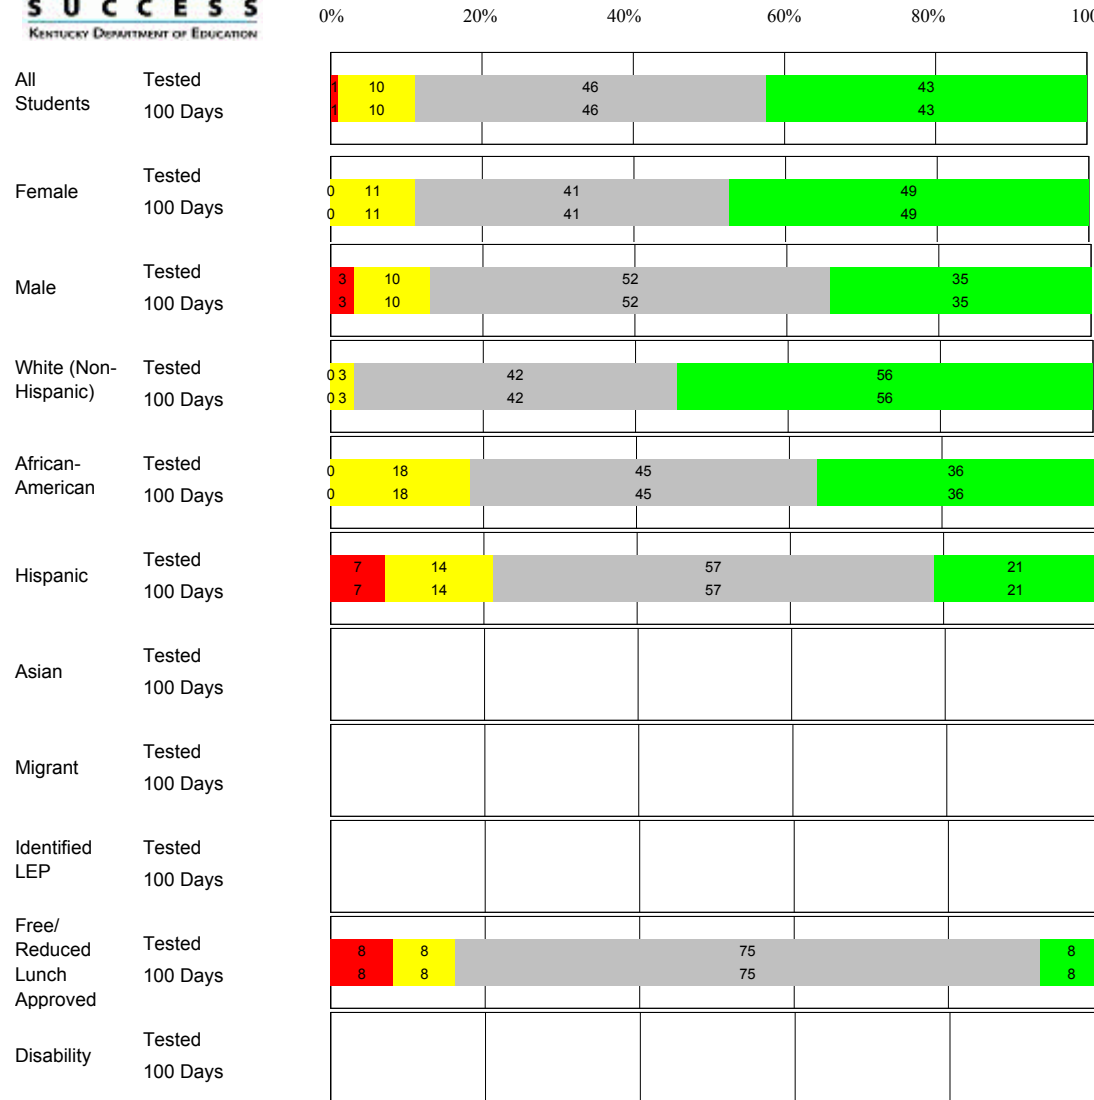 SUCCESS
KENTUCKY DEPARTMENT OF EDUCATION
0% 20% 40% 60% 80% 100
All Students
Tested 1 10 46 43
100 Days 1 10 46 43
Female
Tested 0 11 41 49
100 Days 0 11 41 49
Male
Tested 3 10 52 35
100 Days 3 10 52 35
White (Non-
Hispanic)
Tested 0 3 42 56
100 Days 0 3 42 56
African-
American
Tested 0 18 45 36
100 Days 0 18 45 36
Hispanic
Tested 7 14 57 21
100 Days 7 14 57 21
Asian
Tested
100 Days
Migrant
Tested
100 Days
Identified
LEP
Tested
100 Days
Free/
Reduced
Lunch
Approved
Tested 8 8 75 8
100 Days 8 8 75 8
Disability
Tested
100 Days